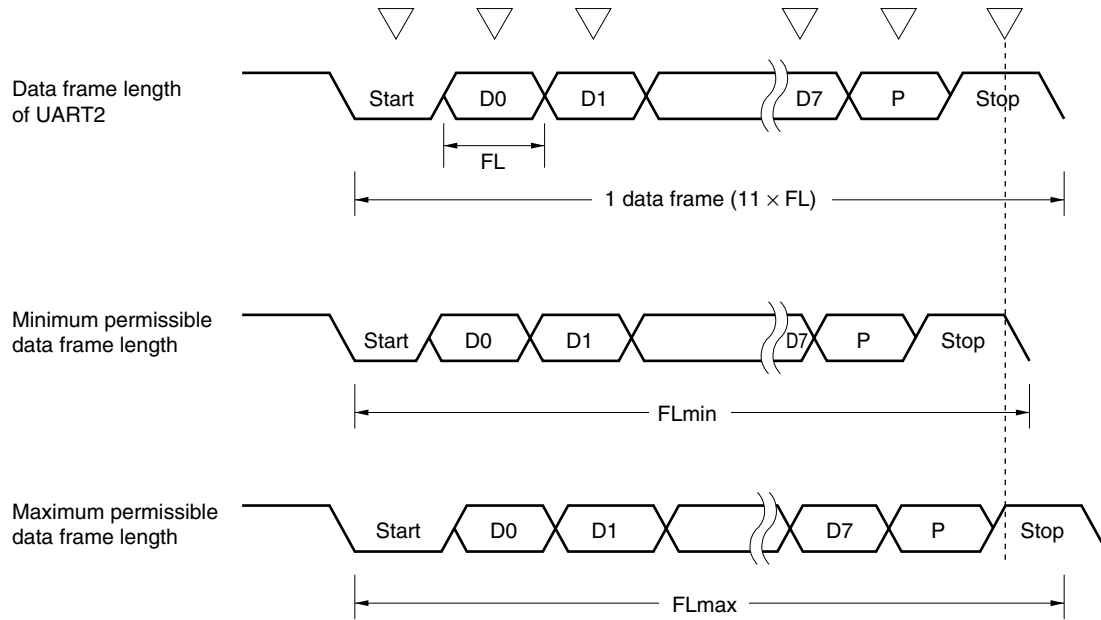 Data frame length
of UART2
Start D0 D1 D7 P Stop
FL
1 data frame (11 × FL)
Minimum permissible
data frame length
Start D0 D1 D7 P Stop
FLmin
Maximum permissible
data frame length
Start D0 D1 D7 P Stop
FLmax